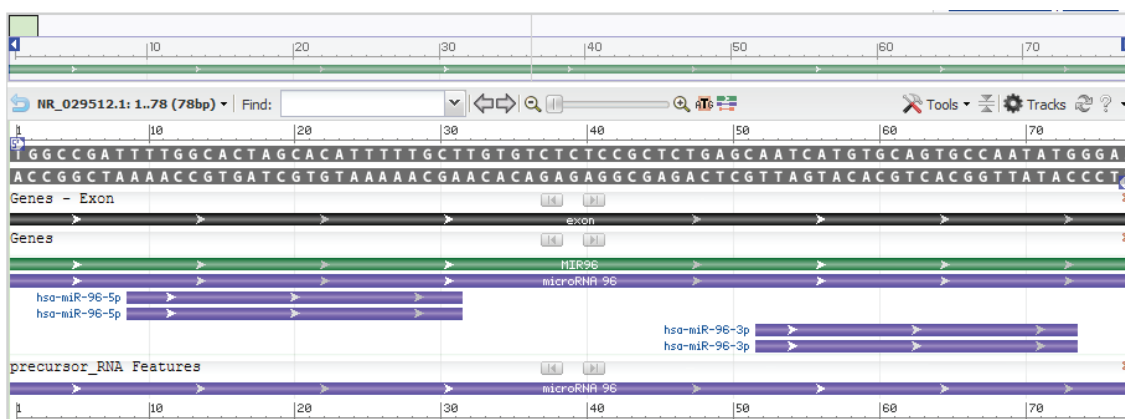 10 20 30 40 50 60 70
NR_029512.1: 1..78 (78bp) Find: ATG Tools Tracks ?
1 10 20 30 40 50 60 70
5'
TGGCCGATTTTGGCACTAGCACATTTTTGCTTGTGTCTCTCCGCTCTGAGCAATCATGTGCAGTGCCAATATGGGA
ACCGGCTAAAACCGTGATCGTGTAAAAACGAACACAGAGAGGCGAGACTCGTTAGTACACGTCACGGTTATACCCT
Genes - Exon
exon
Genes
MIR96
microRNA 96
hsa-miR-96-5p
hsa-miR-96-5p
hsa-miR-96-3p
hsa-miR-96-3p
precursor_RNA Features
microRNA 96
1 10 20 30 40 50 60 70